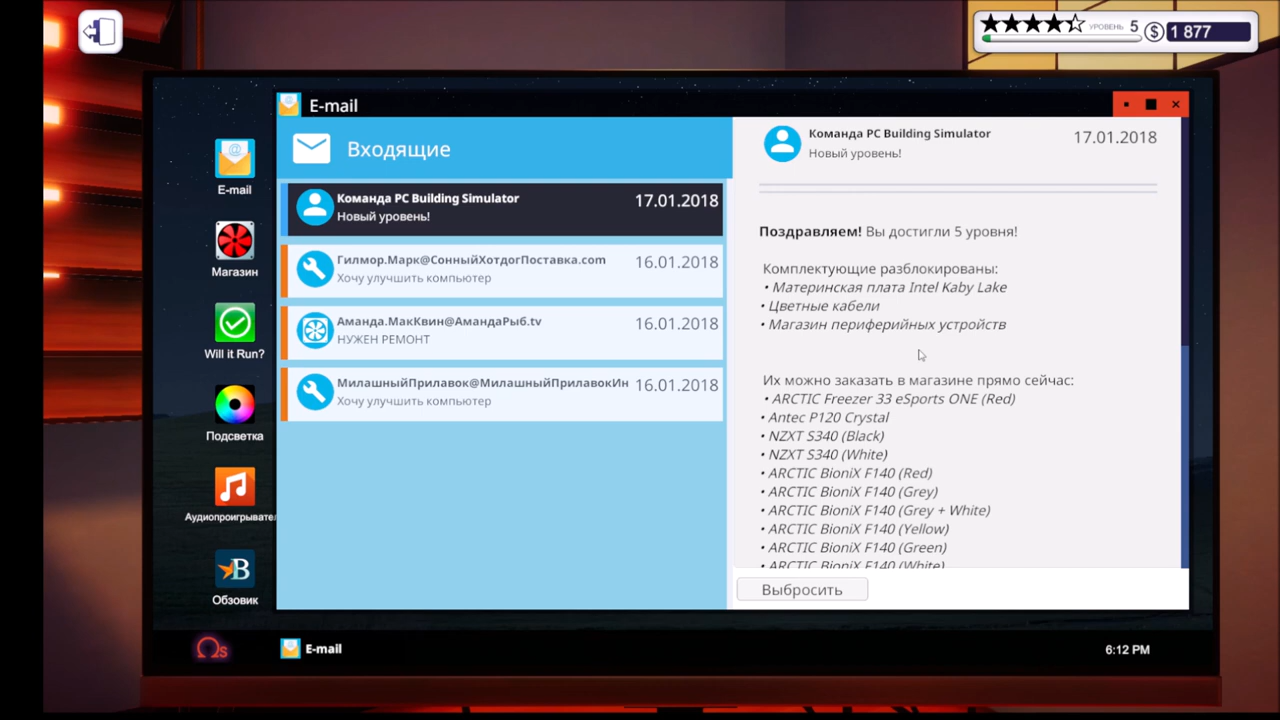 УРОВЕНЬ 5
$ 1 877
E-mail
Входящие
Команда PC Building Simulator
17.01.2018
Новый уровень!
Гилмор.Марк@СонныйХотдогПоставка.com
16.01.2018
Хочу улучшить компьютер
Аманда.МакКвин@АмандаРыб.tv
16.01.2018
НУЖЕН РЕМОНТ
МилашныйПрилавок@МилашныйПрилавокИн
16.01.2018
Хочу улучшить компьютер
Команда PC Building Simulator
17.01.2018
Новый уровень!
Поздравляем! Вы достигли 5 уровня!
Комплектующие разблокированы:
• Материнская плата Intel Kaby Lake
• Цветные кабели
• Магазин периферийных устройств
Их можно заказать в магазине прямо сейчас:
• ARCTIC Freezer 33 eSports ONE (Red)
• Antec P120 Crystal
• NZXT S340 (Black)
• NZXT S340 (White)
• ARCTIC BioniX F140 (Red)
• ARCTIC BioniX F140 (Grey)
• ARCTIC BioniX F140 (Grey + White)
• ARCTIC BioniX F140 (Yellow)
• ARCTIC BioniX F140 (Green)
• ARCTIC BioniX F140 (White)
Выбросить
E-mail
Магазин
Will it Run?
Подсветка
Аудиопроигрывател
Обзовик
Ωs
E-mail
6:12 PM